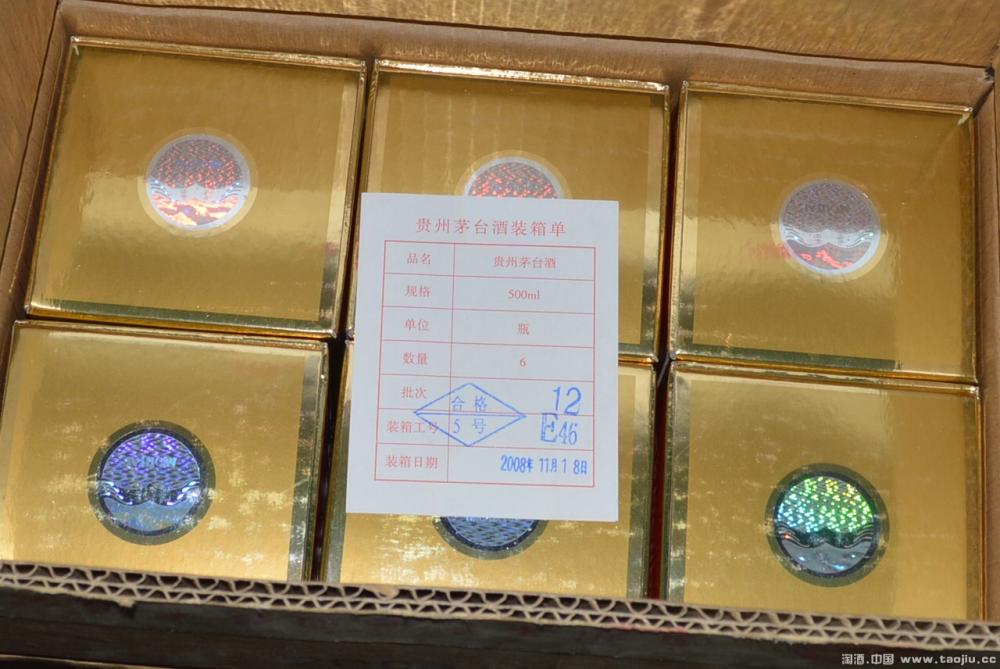 贵州茅台酒装箱单
品名 贵州茅台酒
规格 500ml
单位 瓶
数量 6
批次 合格 12
装箱工号 5号 E46
装箱日期 2008年11月18日
淘酒.中国 www.taojiu.cc